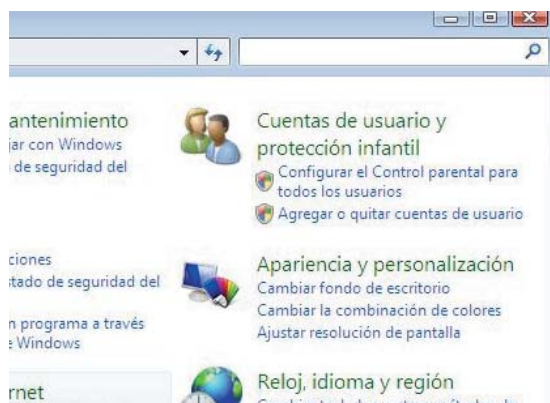 antenimiento
jar con Windows
de seguridad del
ciones
stado de seguridad del
n programa a través
Windows
rnet
Cuentas de usuario y
protección infantil
Configurar el Control parental para
todos los usuarios
Agregar o quitar cuentas de usuario
Apariencia y personalización
Cambiar fondo de escritorio
Cambiar la combinación de colores
Ajustar resolución de pantalla
Reloj, idioma y región